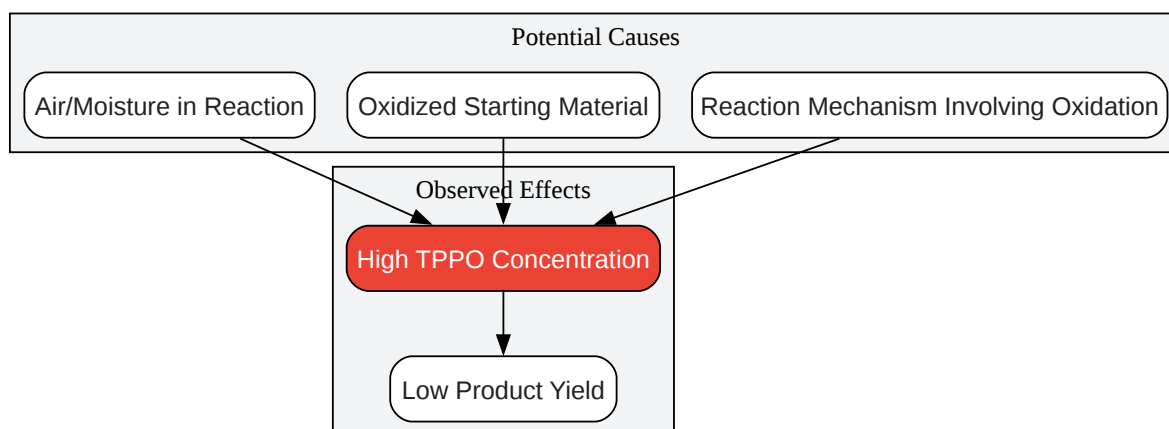 Potential Causes
Air/Moisture in Reaction
Oxidized Starting Material
Reaction Mechanism Involving Oxidation
Observed Effects
High TPPO Concentration
Low Product Yield